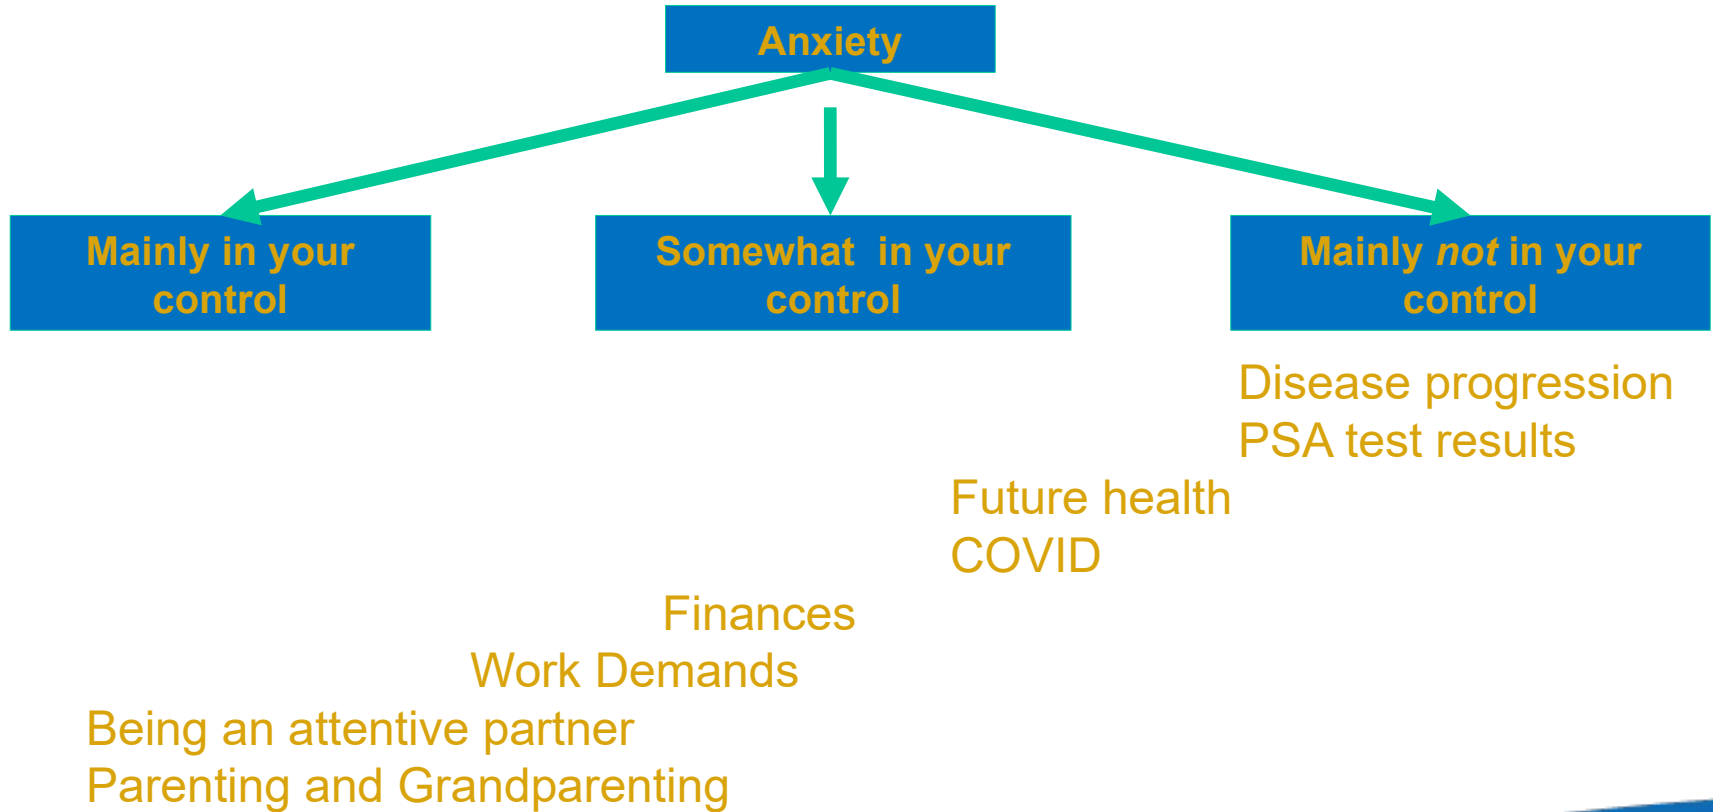 Anxiety
Mainly in your
control
Somewhat in your
control
Mainly not in your
control
Disease progression
PSA test results
Future health
COVID
Finances
Work Demands
Being an attentive partner
Parenting and Grandparenting